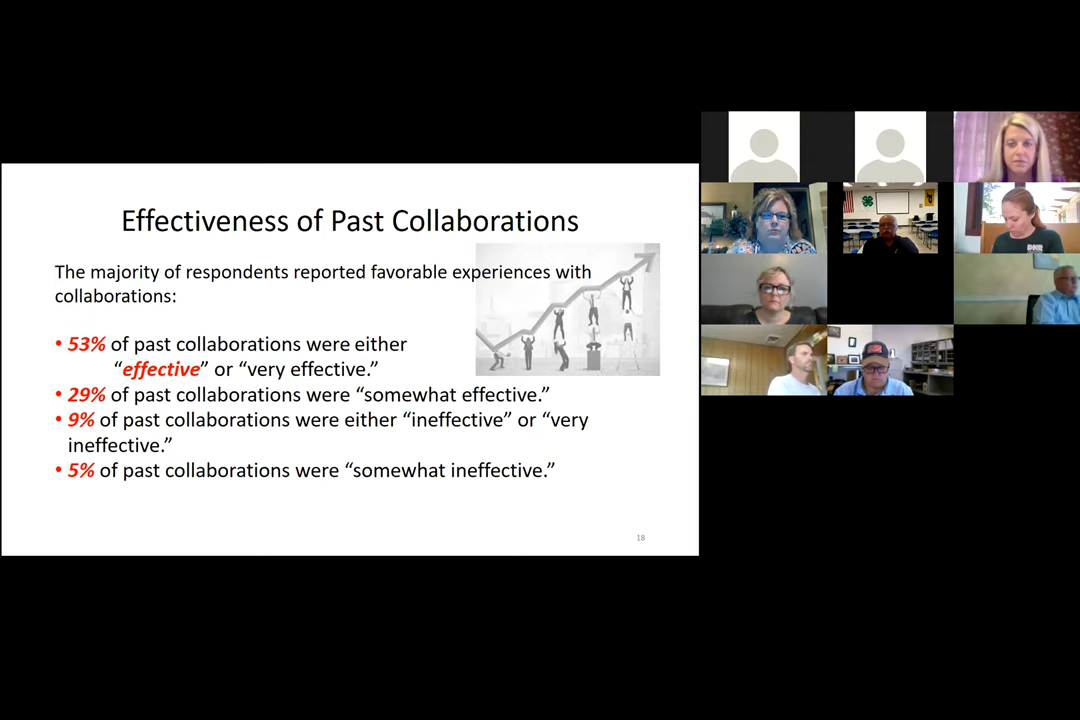 Effectiveness of Past Collaborations
The majority of respondents reported favorable experiences with
collaborations:
• 53% of past collaborations were either
“effective” or “very effective.”
• 29% of past collaborations were “somewhat effective.”
• 9% of past collaborations were either “ineffective” or “very
ineffective.”
• 5% of past collaborations were “somewhat ineffective.”
18
DNR